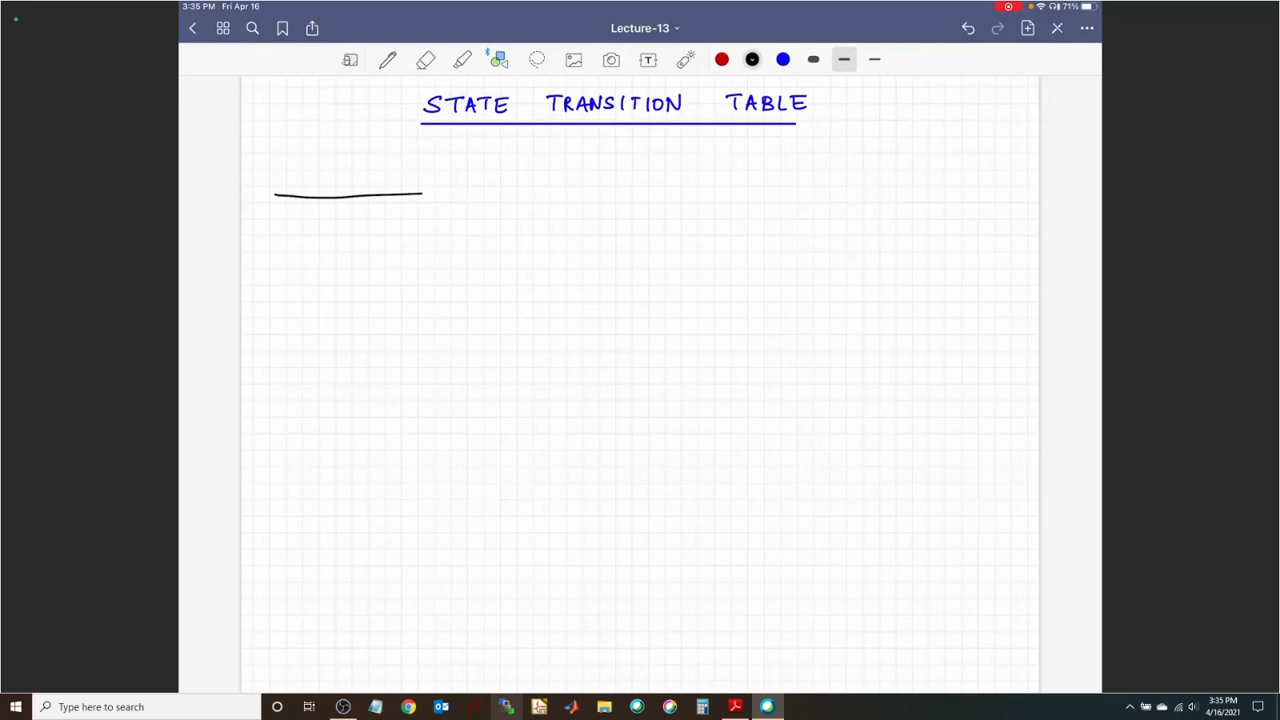 3:35 PM Fri Apr 16
71%
Lecture-13
T
STATE TRANSITION TABLE
Type here to search
3:35 PM
4/16/2021